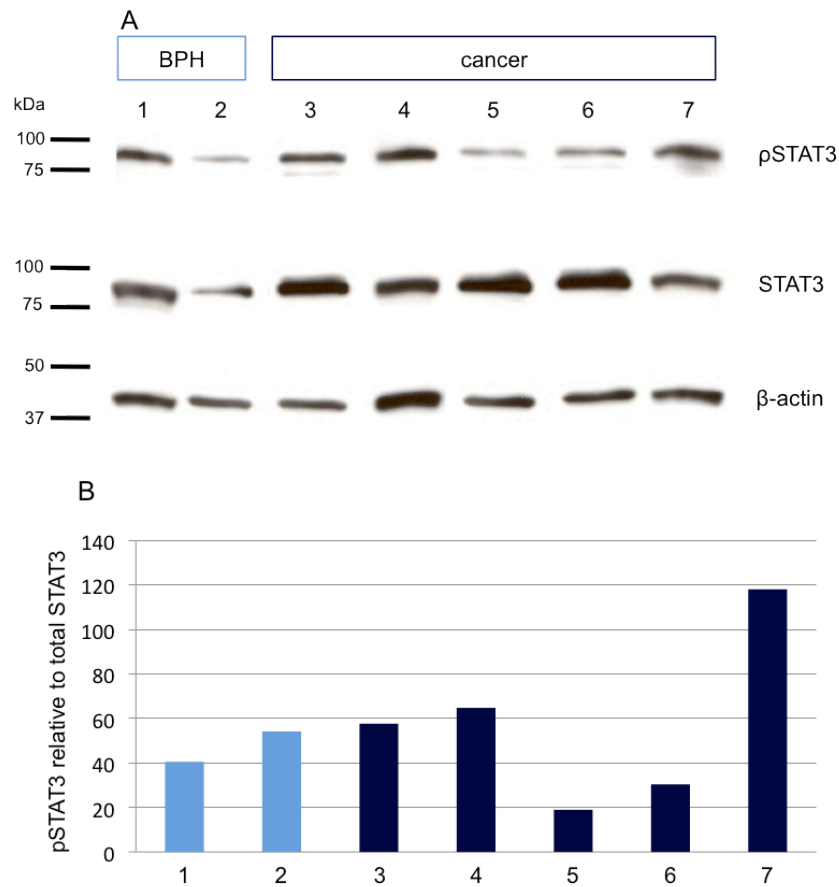 A
BPH cancer
kDa 1 2 3 4 5 6 7
100
75
ρSTAT3
100
75
STAT3
50
37
β-actin
B
pSTAT3 relative to total STAT3
140
120
100
80
60
40
20
0
1 2 3 4 5 6 7